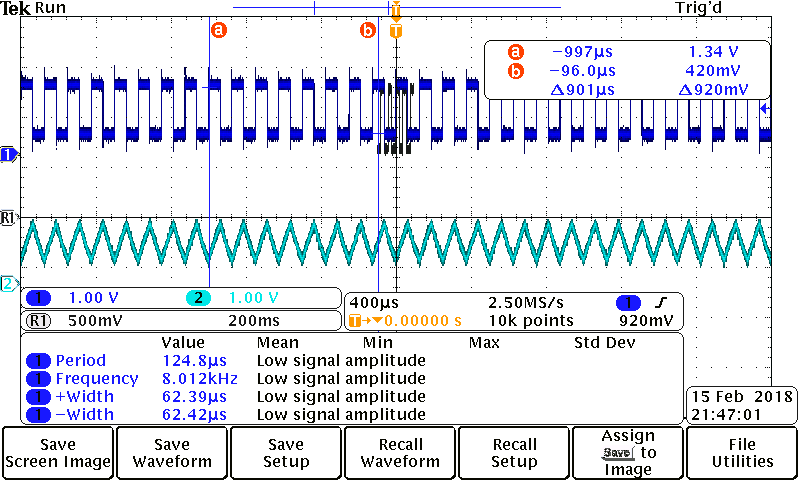 Tek Run Trig'd
T
a b T
a −997µs 1.34 V
b −96.0µs 420mV
Δ901µs Δ920mV
1
R1
2
1 1.00 V 2 1.00 V
R1 500mV 200ms
400µs 2.50MS/s 1
T→▼0.00000 s 10k points 920mV
Value Mean Min Max Std Dev
1 Period 124.8µs Low signal amplitude
1 Frequency 8.012kHz Low signal amplitude
1 +Width 62.39µs Low signal amplitude
1 −Width 62.42µs Low signal amplitude
15 Feb 2018
21:47:01
Save
Screen Image
Save
Waveform
Save
Setup
Recall
Waveform
Recall
Setup
Assign
Save to
Image
File
Utilities